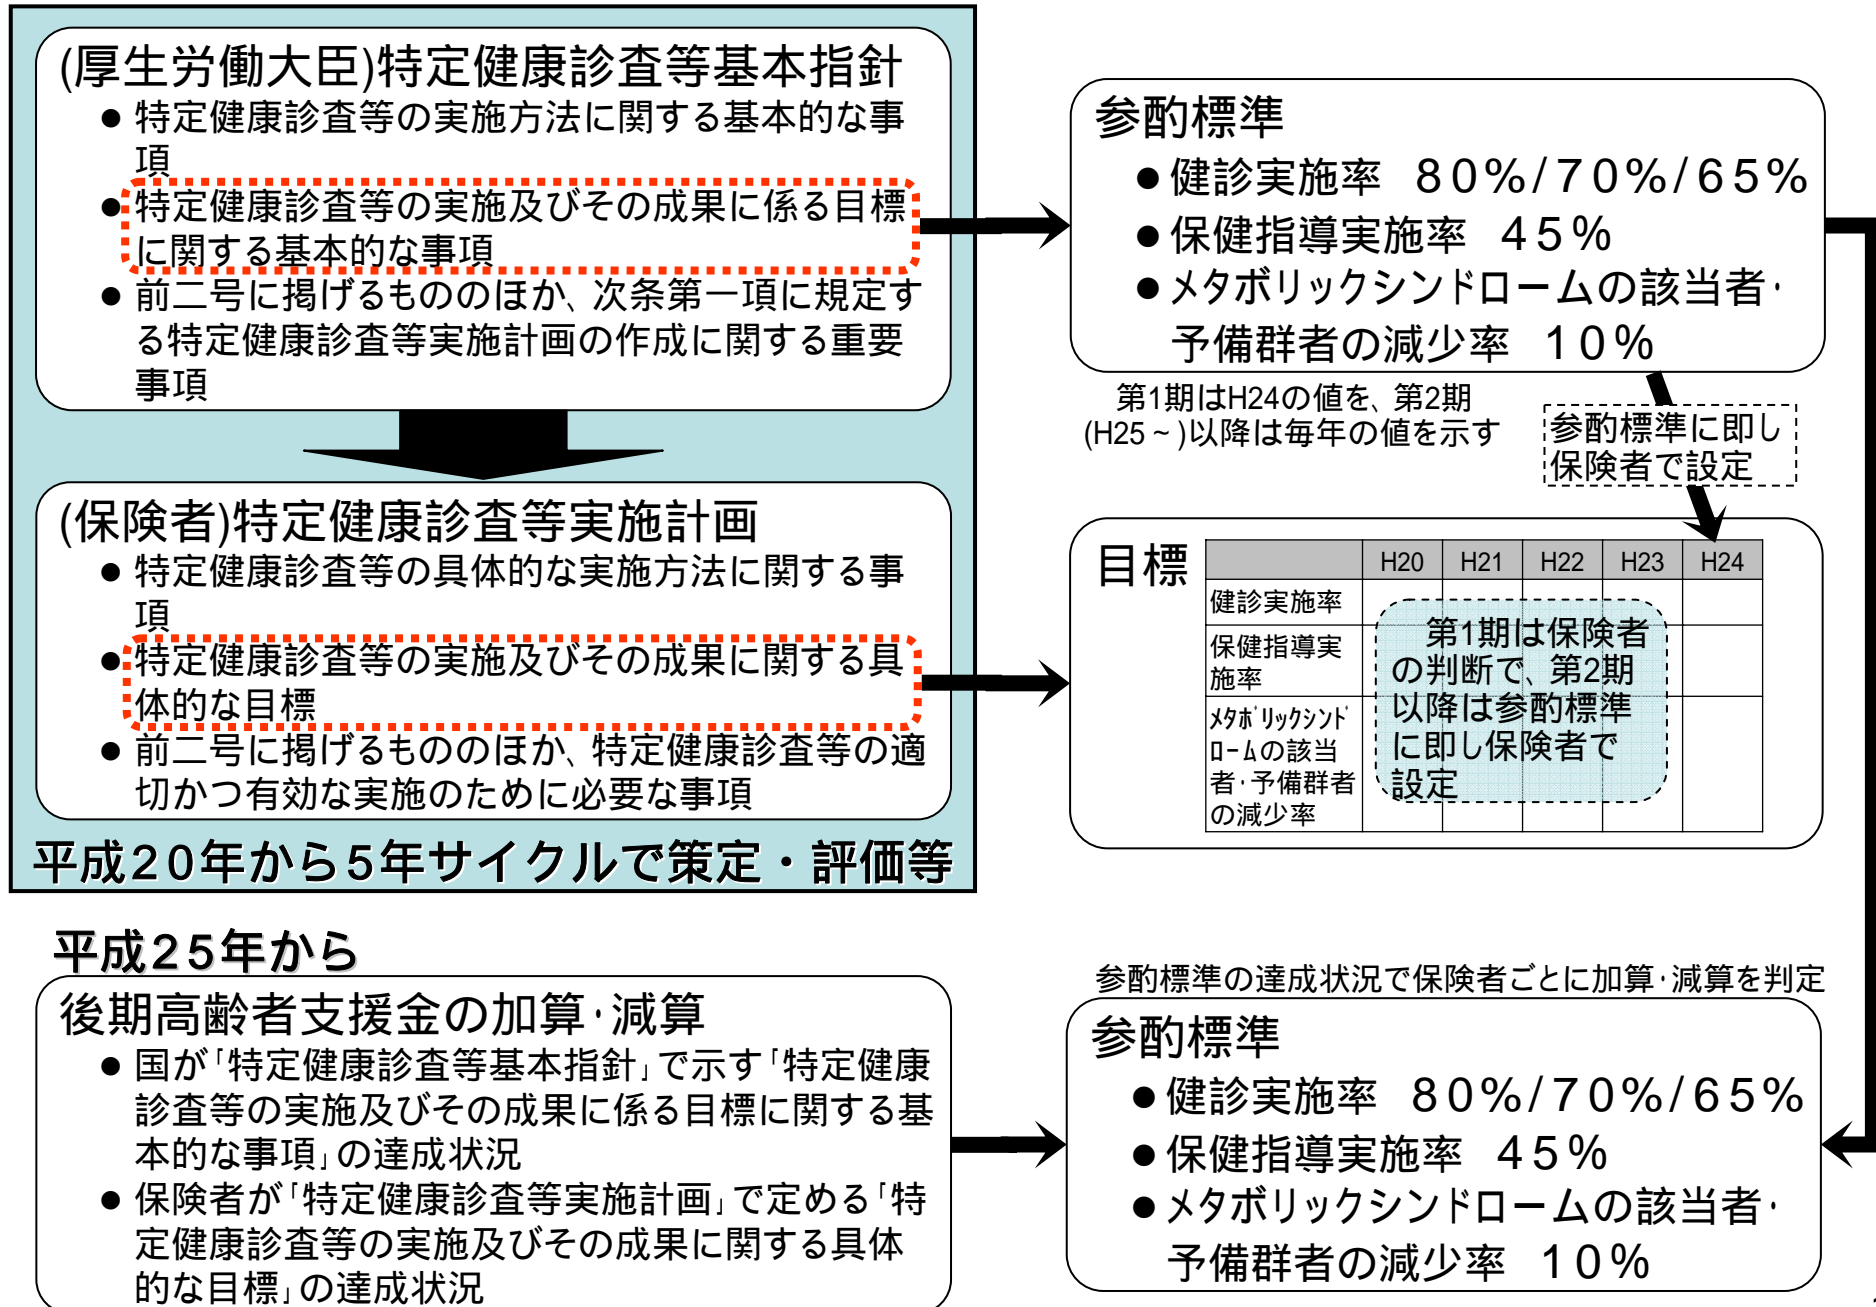 (厚生労働大臣)特定健康診査等基本指針
●特定健康診査等の実施方法に関する基本的な事
項
●特定健康診査等の実施及びその成果に係る目標
に関する基本的な事項
●前二号に掲げるもののほか、次条第一項に規定す
る特定健康診査等実施計画の作成に関する重要
事項
(保険者)特定健康診査等実施計画
●特定健康診査等の具体的な実施方法に関する事
項
●特定健康診査等の実施及びその成果に関する具
体的な目標
●前二号に掲げるもののほか、特定健康診査等の適
切かつ有効な実施のために必要な事項
平成20年から5年サイクルで策定・評価等
参酌標準
●健診実施率 80%/70%/65%
●保健指導実施率 45%
●メタボリックシンドロームの該当者・
予備群者の減少率 10%
第1期はH24の値を、第2期
(H25~)以降は毎年の値を示す
参酌標準に即し
保険者で設定
目標
H20 H21 H22 H23 H24
健診実施率
保健指導実
施率
ﾒﾀﾎﾞﾘｯｸｼﾝﾄﾞ
ﾛｰﾑの該当
者・予備群者
の減少率
第1期は保険者
の判断で、第2期
以降は参酌標準
に即し保険者で
設定
平成25年から
後期高齢者支援金の加算・減算
●国が「特定健康診査等基本指針」で示す「特定健康
診査等の実施及びその成果に係る目標に関する基
本的な事項」の達成状況
●保険者が「特定健康診査等実施計画」で定める「特
定健康診査等の実施及びその成果に関する具体
的な目標」の達成状況
参酌標準の達成状況で保険者ごとに加算・減算を判定
参酌標準
●健診実施率 80%/70%/65%
●保健指導実施率 45%
●メタボリックシンドロームの該当者・
予備群者の減少率 10%